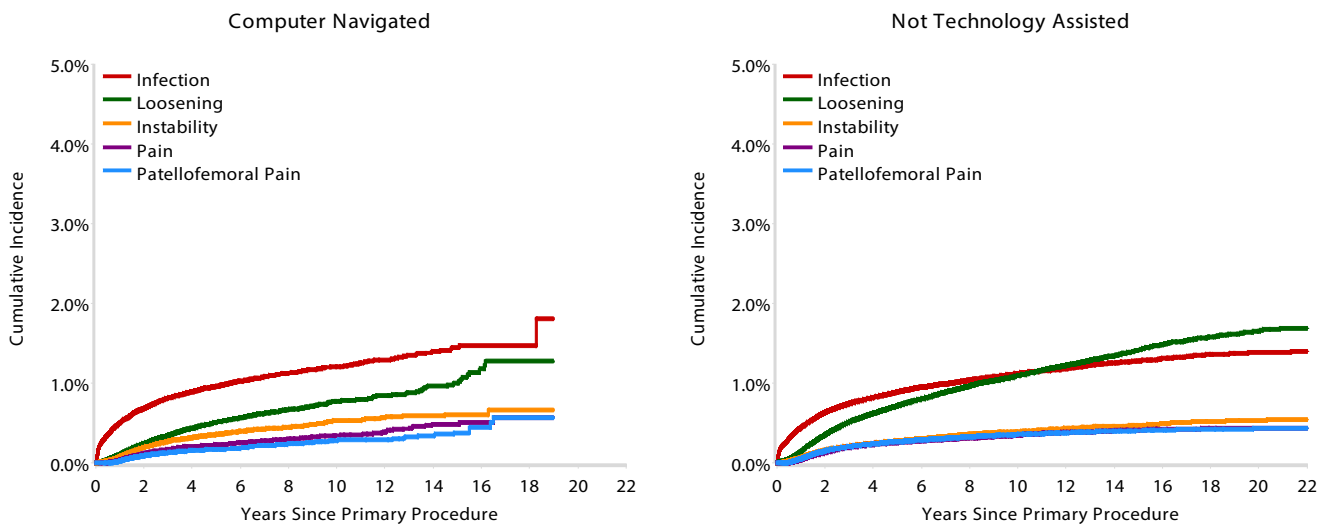 Computer Navigated
5.0%
4.0%
3.0%
2.0%
1.0%
0.0%
Cumulative Incidence
Infection
Loosening
Instability
Pain
Patellofemoral Pain
0 2 4 6 8 10 12 14 16 18 20 22
Years Since Primary Procedure
Not Technology Assisted
5.0%
4.0%
3.0%
2.0%
1.0%
0.0%
Cumulative Incidence
Infection
Loosening
Instability
Pain
Patellofemoral Pain
0 2 4 6 8 10 12 14 16 18 20 22
Years Since Primary Procedure